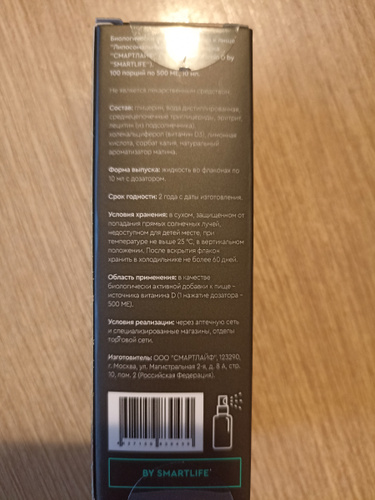 Биологически
"СМАРТЛАЙФ"
"SMARTLIFE").
100 порций по 500 МЕ, 10 мл.
Не является лекарственным средством.
Состав: глицерин, вода дистиллированная,
среднецепочечные триглицериды,
лецитин (из подсолнечника),
холекальциферол (витамин D3), лимонная
кислота, сорбат калия, натуральный
ароматизатор малина.
Форма выпуска: жидкость во флаконах по
10 мл с дозатором.
Срок годности: 2 года с даты изготовления.
Условия хранения: в сухом, защищенном от
попадания прямых солнечных лучей,
недоступном для детей месте, при
температуре не выше 25 °C, в вертикальном
положении. После вскрытия флакон
хранить в холодильнике не более 60 дней.
Область применения: в качестве
биологически активной добавки к пище –
источника витамина D (1 нажатие дозатора -
500 МЕ).
Условия реализации: через аптечную сеть
и специализированные магазины, отделы
торговой сети.
Изготовитель: ООО "СМАРТЛАЙФ", 123290,
г. Москва, ул. Магистральная 2-я, д. 8 А, стр.
10, пом. 2 (Российская Федерация).
BY SMARTLIFE